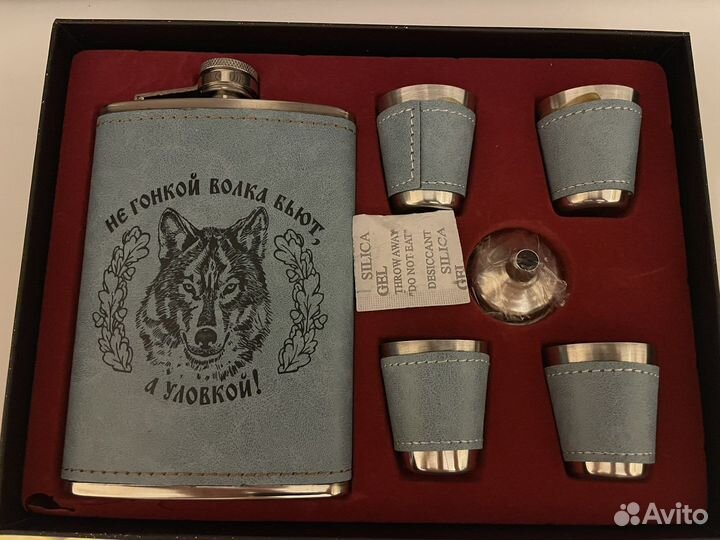 НЕ ГОНКОЙ ВОЛКА БЬЮТ,
А УЛОВКОЙ!
SILICA
GEL
THROW AWAY
"DO NOT EAT"
DESICCANT
SILICA
GEL
Avito